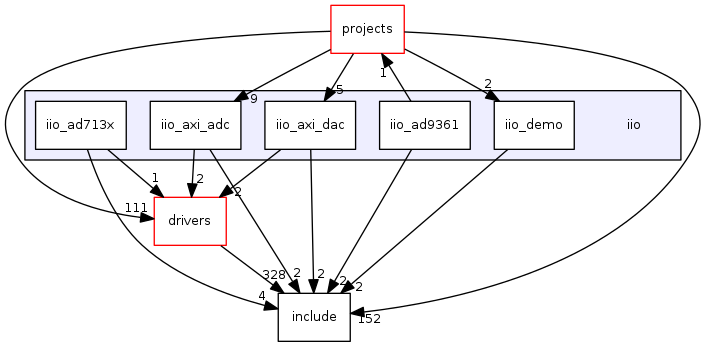 projects
1
9
5
2
iio_ad713x
iio_axi_adc
iio_axi_dac
iio_ad9361
iio_demo
iio
1
2
2
111
drivers
328
2
2
2
2
4
include
152